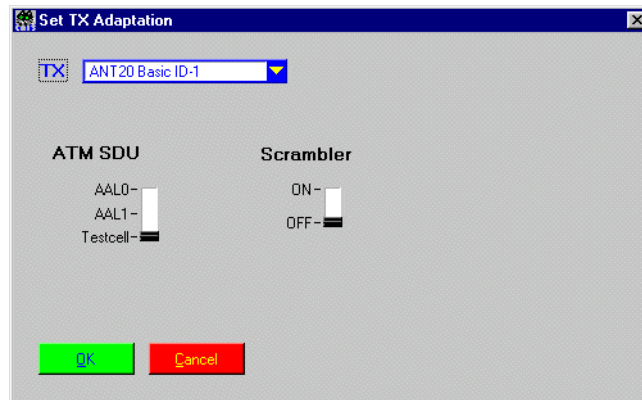 Set TX Adaptation
TX ANT20 Basic ID-1
ATM SDU
AAL0
AAL1
Testcell
Scrambler
ON
OFF
OK Cancel